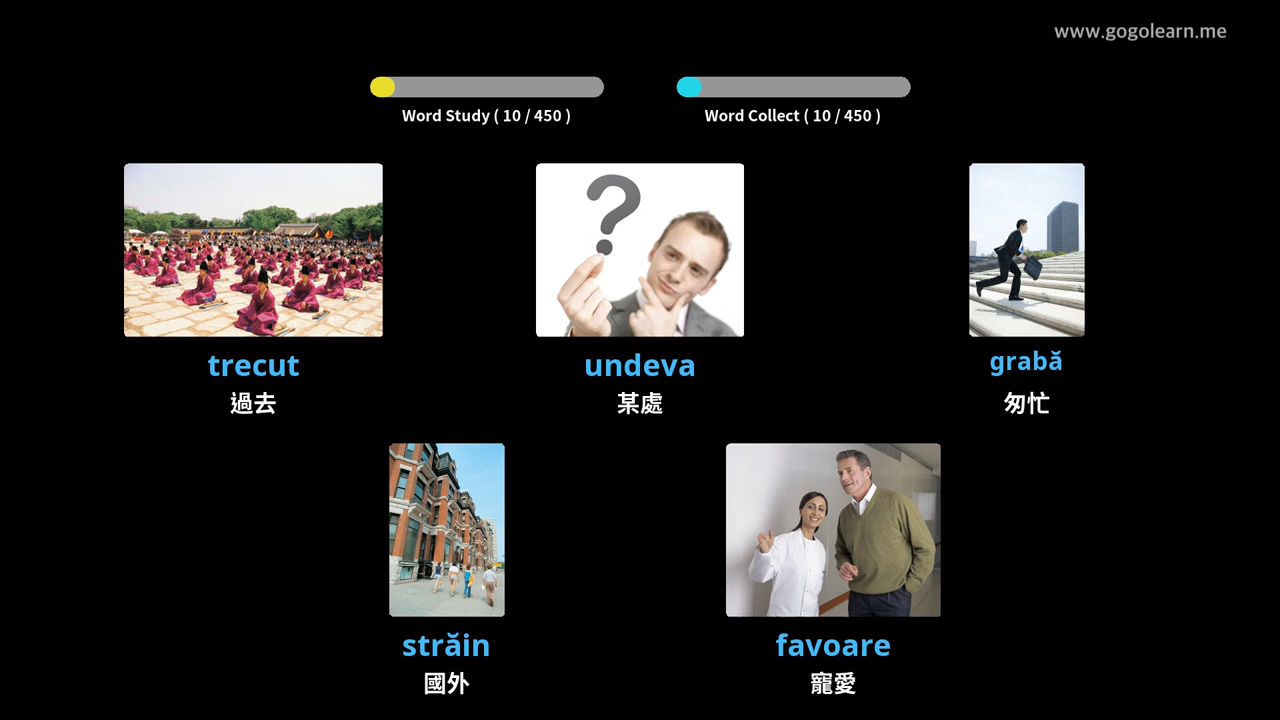 www.gogolearn.me
Word Study ( 10 / 450 )
Word Collect ( 10 / 450 )
trecut
過去
undeva
某處
grabă
匆忙
străin
國外
favoare
寵愛